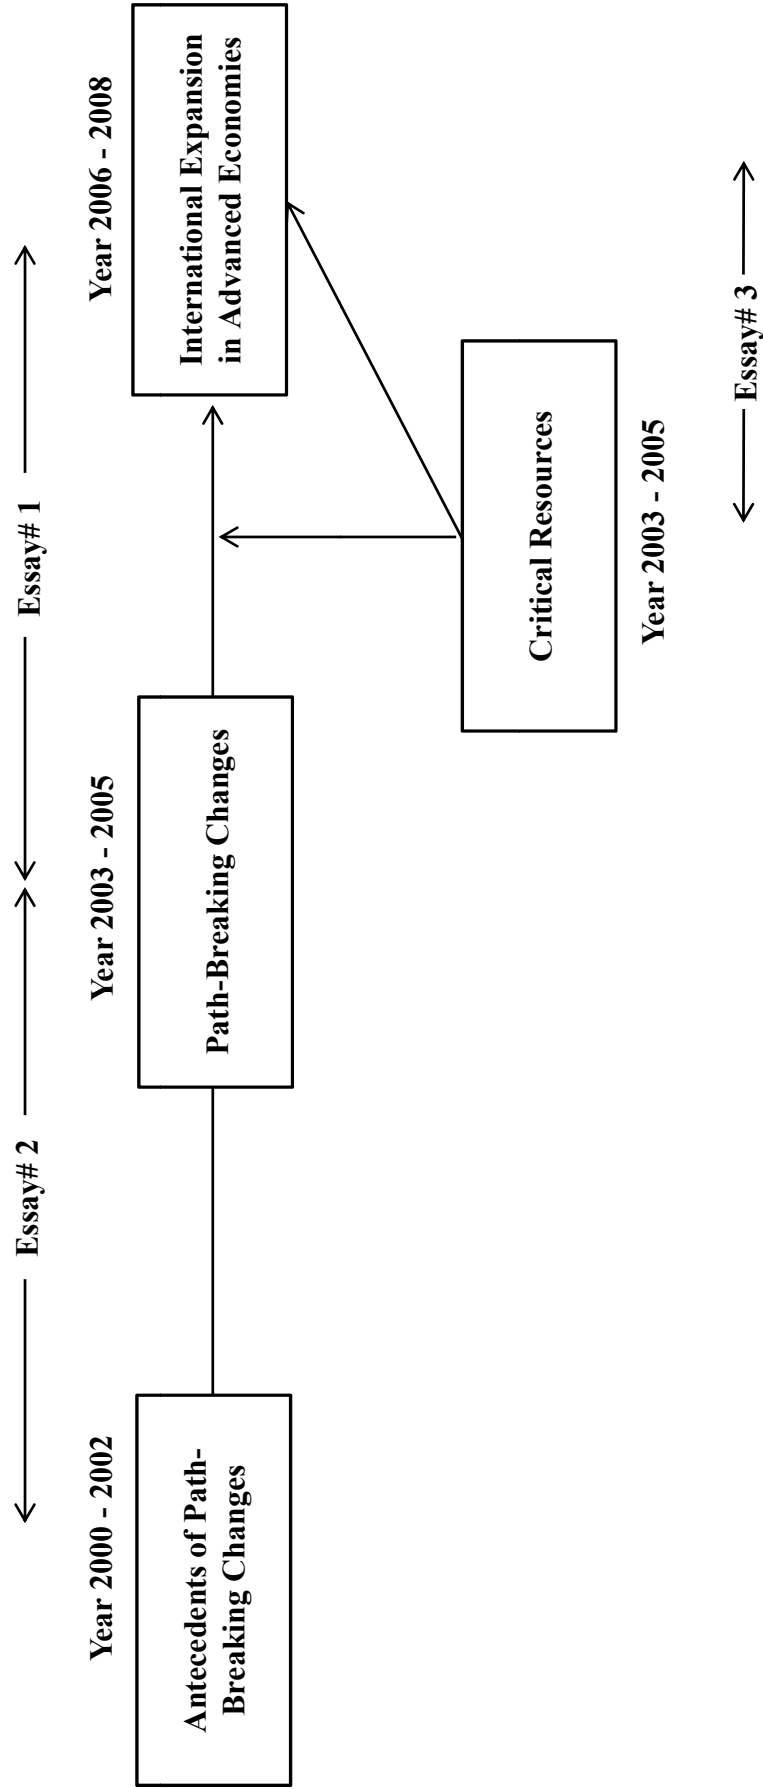 Essay# 2
Essay# 1
Year 2000 - 2002
Year 2003 - 2005
Year 2006 - 2008
Antecedents of Path-
Breaking Changes
Path-Breaking Changes
International Expansion
in Advanced Economies
Critical Resources
Year 2003 - 2005
Essay# 3